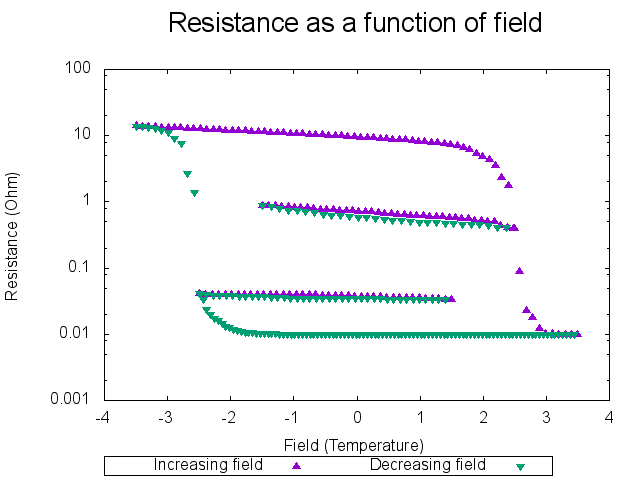 Resistance as a function of field
100
10
1
0.1
0.01
0.001
Resistance (Ohm)
-4 -3 -2 -1 0 1 2 3 4
Field (Temperature)
Increasing field Decreasing field